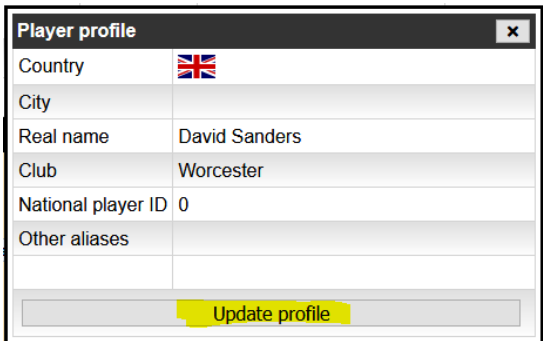 Player profile
Country
City
Real name David Sanders
Club Worcester
National player ID 0
Other aliases
Update profile